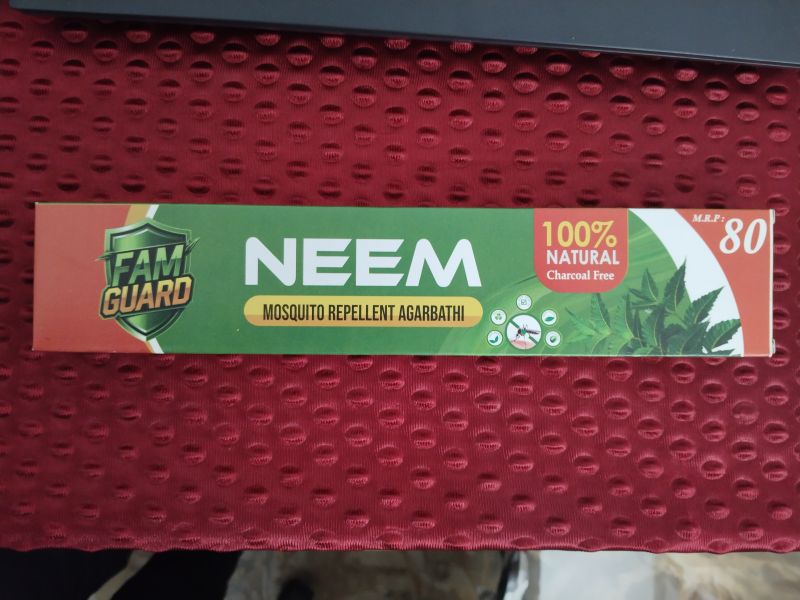 FAM
GUARD
NEEM
MOSQUITO REPELLENT AGARBATHI
100%
NATURAL
Charcoal Free
M.R.P: 80